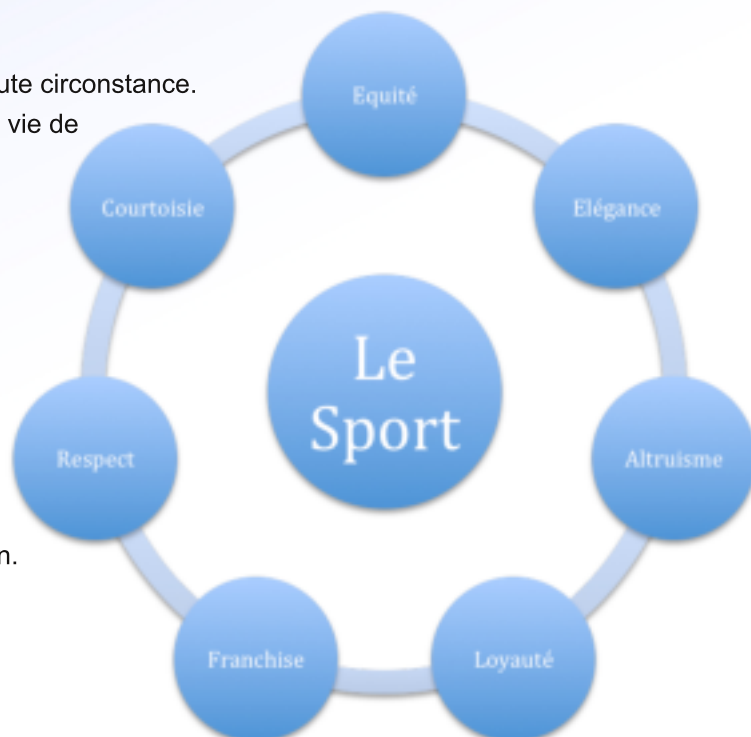 ute circonstance.
vie de
n.
Equité
Elégance
Altruisme
Loyauté
Franchise
Respect
Courtoisie
Le
Sport